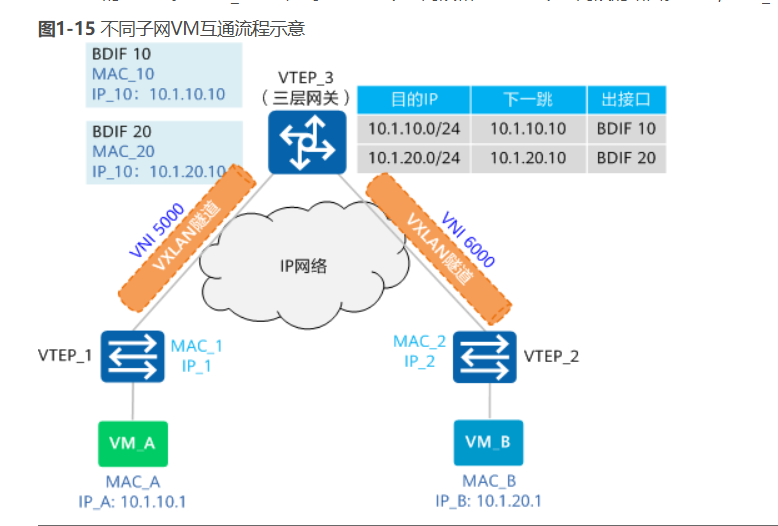 图1-15 不同子网VM互通流程示意
BDIF 10
MAC_10
IP_10：10.1.10.10
BDIF 20
MAC_20
IP_10：10.1.20.10
VTEP_3
（三层网关）
目的IP 下一跳 出接口
10.1.10.0/24 10.1.10.10 BDIF 10
10.1.20.0/24 10.1.20.10 BDIF 20
VNI 5000
VXLAN隧道
VNI 6000
VXLAN隧道
IP网络
VTEP_1
MAC_1
IP_1
MAC_2
IP_2
VTEP_2
VM_A
VM_B
MAC_A
IP_A: 10.1.10.1
MAC_B
IP_B: 10.1.20.1